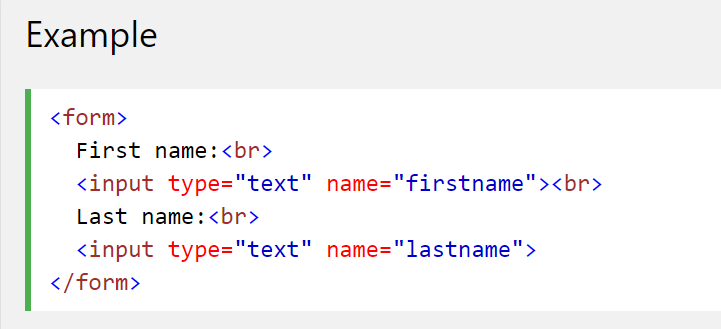 Example
<form>
First name:<br>
<input type="text" name="firstname"><br>
Last name:<br>
<input type="text" name="lastname">
</form>